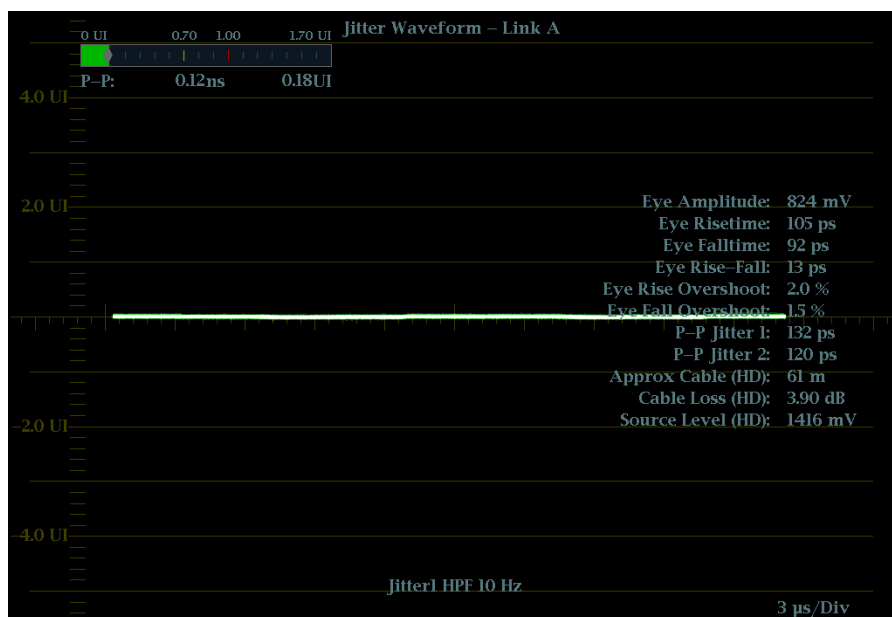 Jitter Waveform – Link A
0 UI 0.70 1.00 1.70 UI
P–P: 0.12ns 0.18UI
4.0 UI
2.0 UI
Eye Amplitude: 824 mV
Eye Risetime: 105 ps
Eye Falltime: 92 ps
Eye Rise–Fall: 13 ps
Eye Rise Overshoot: 2.0 %
Eye Fall Overshoot: 1.5 %
P–P Jitter 1: 132 ps
P–P Jitter 2: 120 ps
Approx Cable (HD): 61 m
Cable Loss (HD): 3.90 dB
Source Level (HD): 1416 mV
-2.0 UI
-4.0 UI
Jitter1 HPF 10 Hz
3 µs/Div